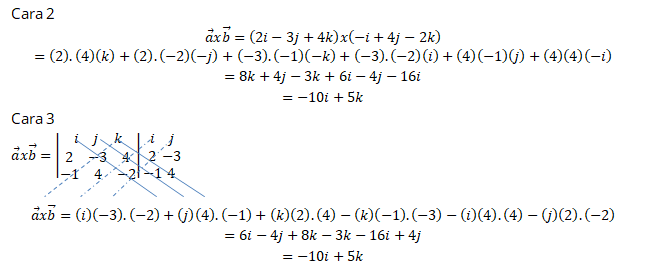 Cara 2
a⃗xb⃗ = (2i − 3j + 4k)x(−i + 4j − 2k)
= (2).(4)(k) + (2).(−2)(−j) + (−3).(−1)(−k) + (−3).(−2)(i) + (4)(−1)(j) + (4)(4)(−i)
= 8k + 4j − 3k + 6i − 4j − 16i
= −10i + 5k
Cara 3
i j k i j
a⃗xb⃗ = 2 −3 4 2 −3
−1 4 −2 −1 4
a⃗xb⃗ = (i)(−3).(−2) + (j)(4).(−1) + (k)(2).(4) − (k)(−1).(−3) − (i)(4).(4) − (j)(2).(−2)
= 6i − 4j + 8k − 3k − 16i + 4j
= −10i + 5k